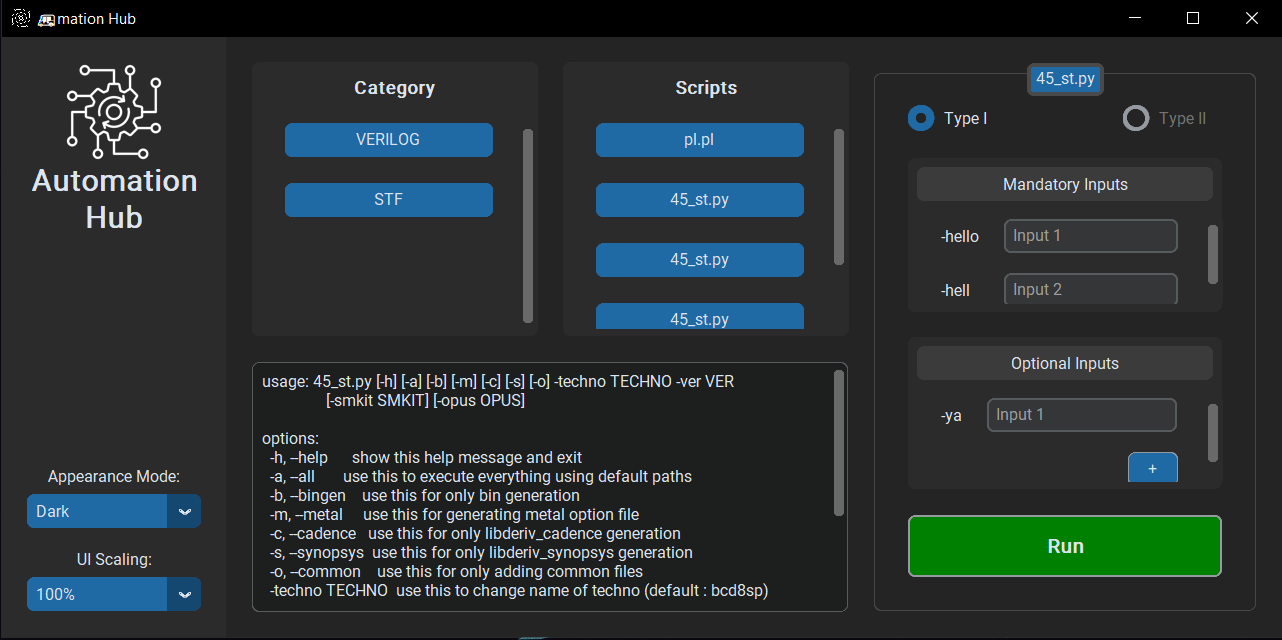 mation Hub
Automation
Hub
Appearance Mode:
Dark
UI Scaling:
100%
Category
VERILOG
STF
Scripts
pl.pl
45_st.py
45_st.py
45_st.py
usage: 45_st.py [-h] [-a] [-b] [-m] [-c] [-s] [-o] -techno TECHNO -ver VER
[-smkit SMKIT] [-opus OPUS]
options:
-h, --help show this help message and exit
-a, --all use this to execute everything using default paths
-b, --bingen use this for only bin generation
-m, --metal use this for generating metal option file
-c, --cadence use this for only libderiv_cadence generation
-s, --synopsys use this for only libderiv_synopsys generation
-o, --common use this for only adding common files
-techno TECHNO use this to change name of techno (default : bcd8sp)
45_st.py
Type I
Type II
Mandatory Inputs
-hello Input 1
-hell Input 2
Optional Inputs
-ya Input 1
+
Run